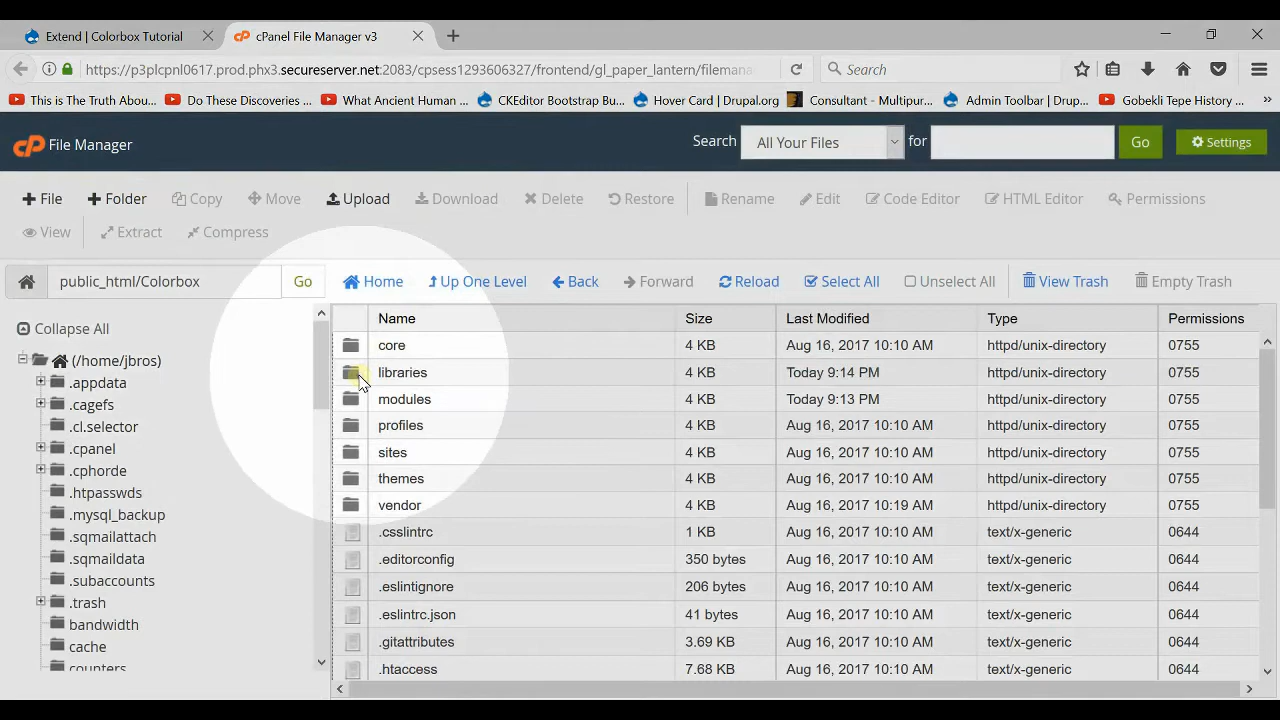 Extend | Colorbox Tutorial
cPanel File Manager v3
https://p3plcpnl0617.prod.phx3.secureserver.net:2083/cpsess1293606327/frontend/gl_paper_lantern/filemana
Search
This is The Truth Abou...
Do These Discoveries ...
What Ancient Human ...
CKEditor Bootstrap Bu...
Hover Card | Drupal.org
Consultant - Multipur...
Admin Toolbar | Drup...
Gobekli Tepe History ...
cP File Manager
Search All Your Files for Go Settings
File Folder Copy Move Upload Download Delete Restore Rename Edit Code Editor HTML Editor Permissions
View Extract Compress
public_html/Colorbox Go Home Up One Level Back Forward Reload Select All Unselect All View Trash Empty Trash
Collapse All
(/home/jbros)
.appdata
.cagefs
.cl.selector
.cpanel
.cphorde
.htpasswds
.mysql_backup
.sqmailattach
.sqmaildata
.subaccounts
.trash
bandwidth
cache
counters
Name Size Last Modified Type Permissions
core 4 KB Aug 16, 2017 10:10 AM httpd/unix-directory 0755
libraries 4 KB Today 9:14 PM httpd/unix-directory 0755
modules 4 KB Today 9:13 PM httpd/unix-directory 0755
profiles 4 KB Aug 16, 2017 10:10 AM httpd/unix-directory 0755
sites 4 KB Aug 16, 2017 10:10 AM httpd/unix-directory 0755
themes 4 KB Aug 16, 2017 10:10 AM httpd/unix-directory 0755
vendor 4 KB Aug 16, 2017 10:19 AM httpd/unix-directory 0755
.csslintrc 1 KB Aug 16, 2017 10:10 AM text/x-generic 0644
.editorconfig 350 bytes Aug 16, 2017 10:10 AM text/x-generic 0644
.eslintignore 206 bytes Aug 16, 2017 10:10 AM text/x-generic 0644
.eslintrc.json 41 bytes Aug 16, 2017 10:10 AM text/x-generic 0644
.gitattributes 3.69 KB Aug 16, 2017 10:10 AM text/x-generic 0644
.htaccess 7.68 KB Aug 16, 2017 10:10 AM text/x-generic 0644